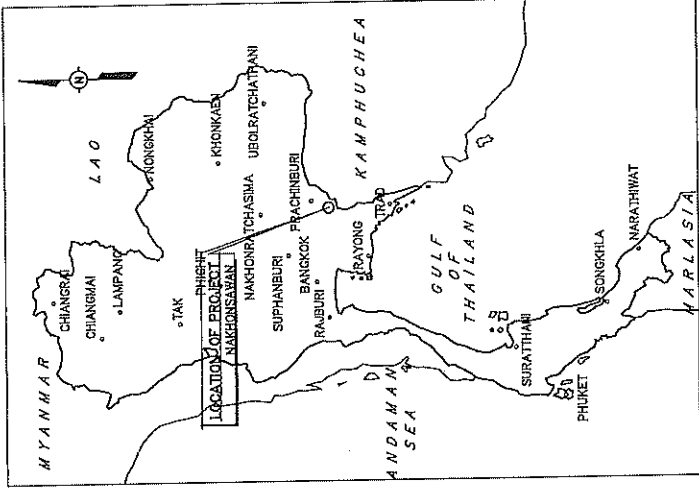 N
MYANMAR
LAO
CHIANGRAI
CHIANGMAI
LAMPANG
NONGKHAI
TAK
PHICHIT
KHONKAEN
LOCATION OF PROJECT
NAKHONSAWAN
UBOLRATCHATHANI
NAKHONRATCHASIMA
SUPHANBURI
PRACHINBURI
BANGKOK
RAJBURI
KAMPHUCHEA
RAYONG
TRAD
ANDAMAN
SEA
GULF
OF
THAILAND
SURATTHANI
PHUKET
SONGKHLA
NARATHIWAT
MARLASIA